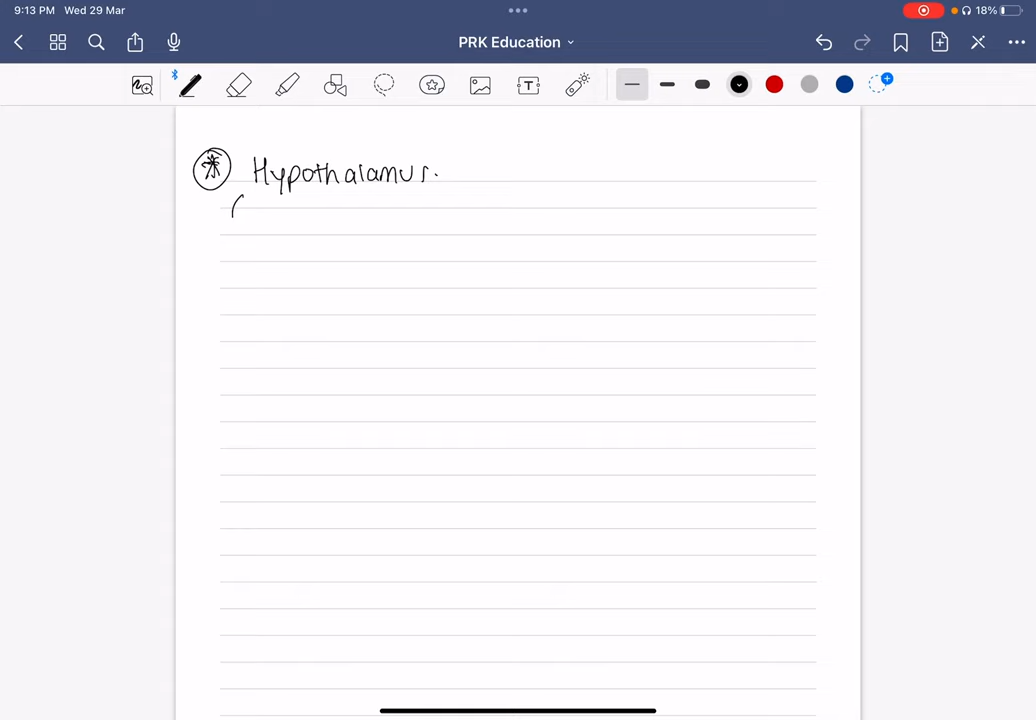 9:13 PM Wed 29 Mar
18%
PRK Education
T
Hypothalamus.
(